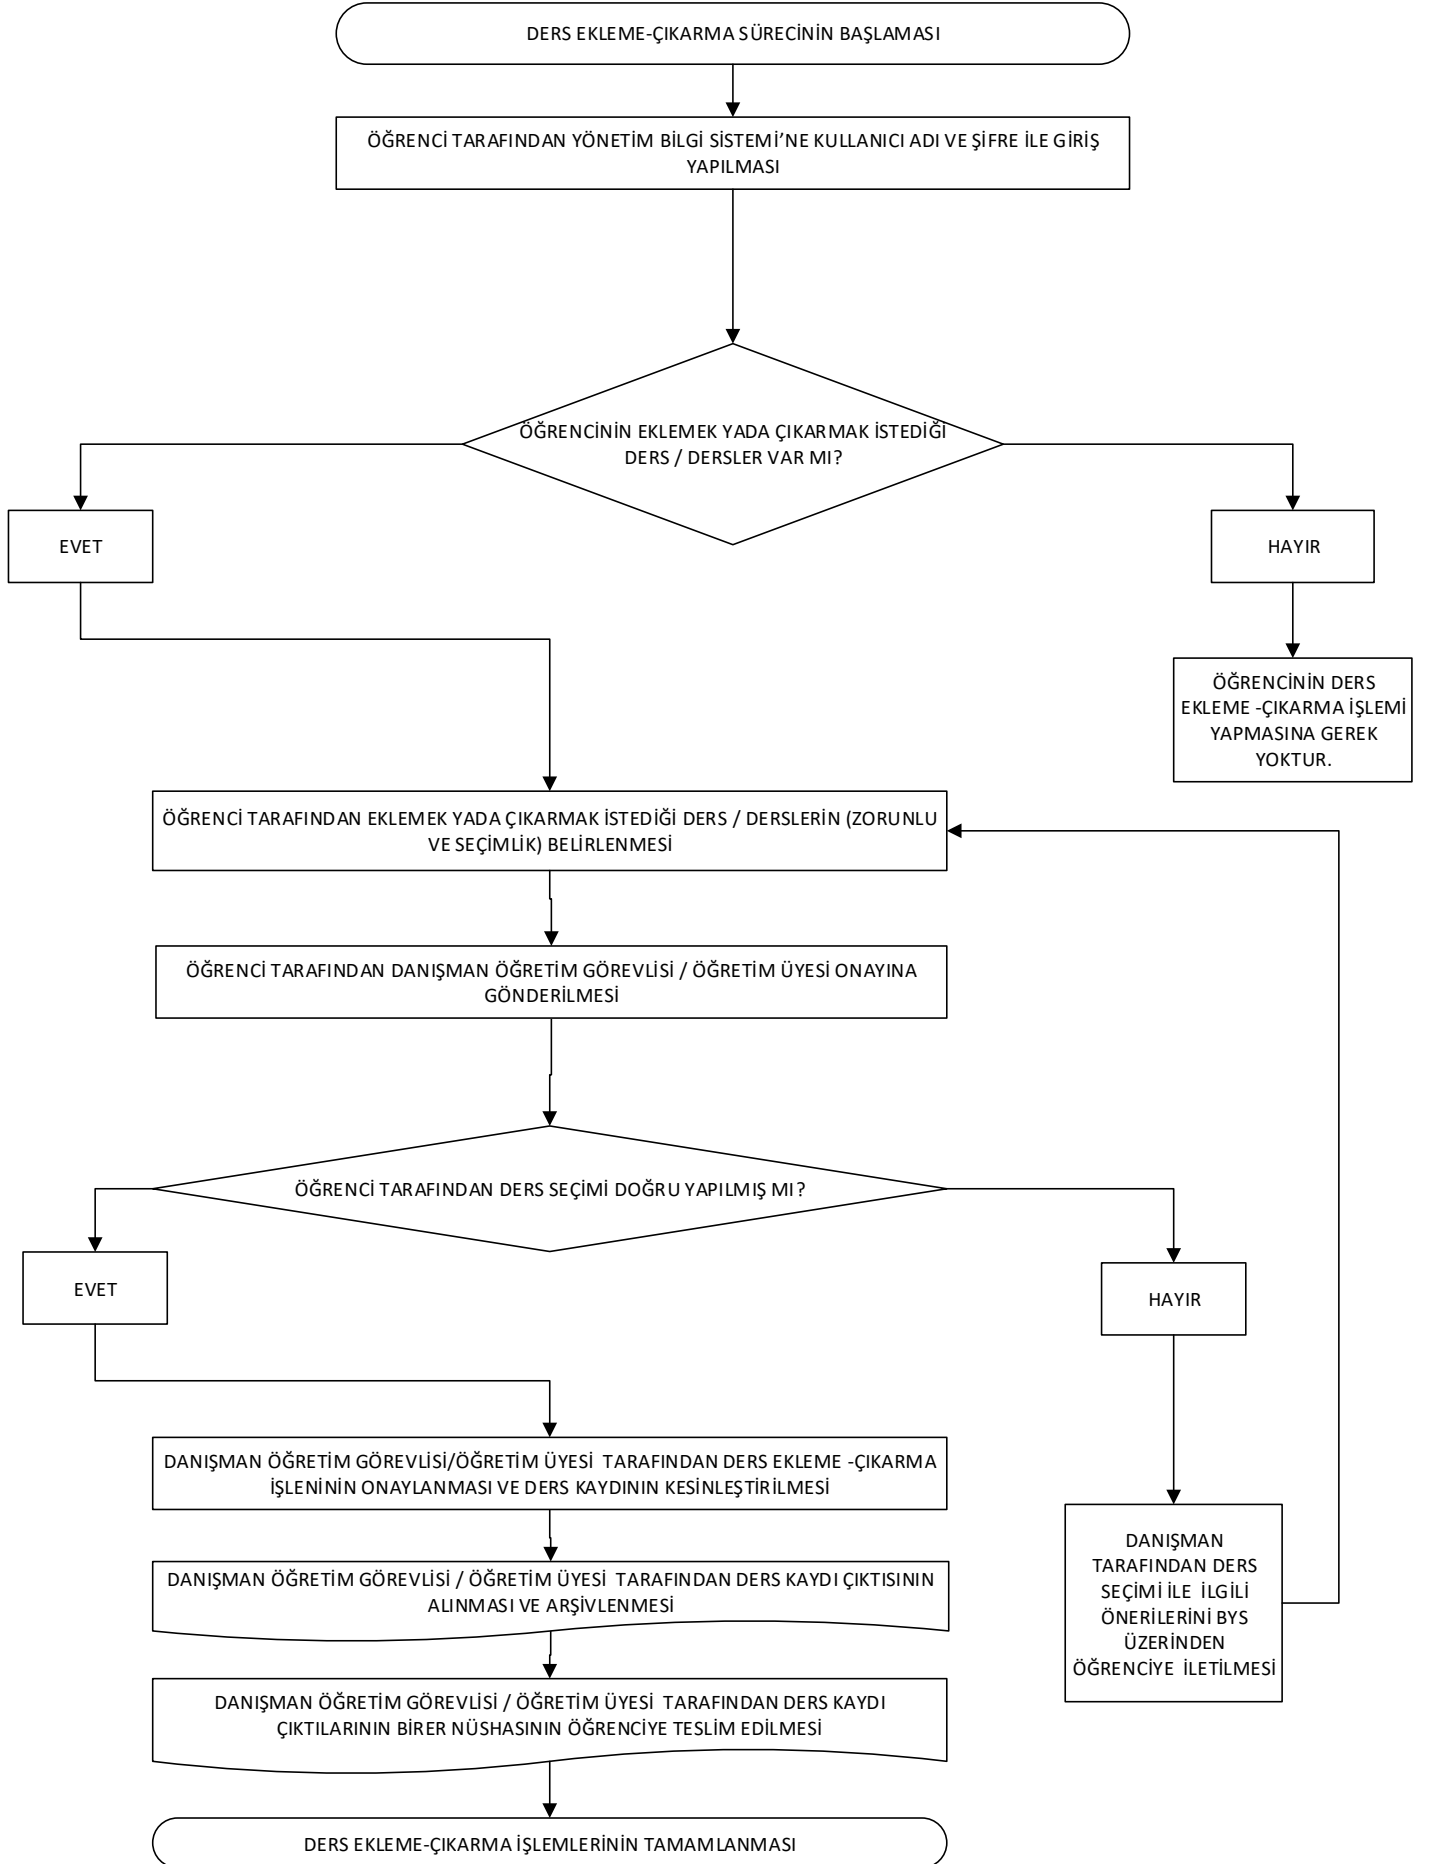 DERS EKLEME-ÇIKARMA SÜRECİNİN BAŞLAMASI
ÖĞRENCİ TARAFINDAN YÖNETİM BİLGİ SİSTEMİ’NE KULLANICI ADI VE ŞİFRE İLE GİRİŞ
YAPILMASI
ÖĞRENCİNİN EKLEMEK YADA ÇIKARMAK İSTEDİĞİ
DERS / DERSLER VAR MI?
EVET
HAYIR
ÖĞRENCİNİN DERS
EKLEME -ÇIKARMA İŞLEMİ
YAPMASINA GEREK
YOKTUR.
ÖĞRENCİ TARAFINDAN EKLEMEK YADA ÇIKARMAK İSTEDİĞİ DERS / DERSLERİN (ZORUNLU
VE SEÇİMLİK) BELİRLENMESİ
ÖĞRENCİ TARAFINDAN DANIŞMAN ÖĞRETİM GÖREVLİSİ / ÖĞRETİM ÜYESİ ONAYINA
GÖNDERİLMESİ
ÖĞRENCİ TARAFINDAN DERS SEÇİMİ DOĞRU YAPILMIŞ MI?
EVET
HAYIR
DANIŞMAN ÖĞRETİM GÖREVLİSİ/ÖĞRETİM ÜYESİ TARAFINDAN DERS EKLEME -ÇIKARMA
İŞLENİNİN ONAYLANMASI VE DERS KAYDININ KESİNLEŞTİRİLMESİ
DANIŞMAN
TARAFINDAN DERS
SEÇİMİ İLE İLGİLİ
ÖNERİLERİNİ BYS
ÜZERİNDEN
ÖĞRENCİYE İLETİLMESİ
DANIŞMAN ÖĞRETİM GÖREVLİSİ / ÖĞRETİM ÜYESİ TARAFINDAN DERS KAYDI ÇIKTISININ
ALINMASI VE ARŞİVLENMESİ
DANIŞMAN ÖĞRETİM GÖREVLİSİ / ÖĞRETİM ÜYESİ TARAFINDAN DERS KAYDI
ÇIKTILARININ BİRER NÜSHASININ ÖĞRENCİYE TESLİM EDİLMESİ
DERS EKLEME-ÇIKARMA İŞLEMLERİNİN TAMAMLANMASI